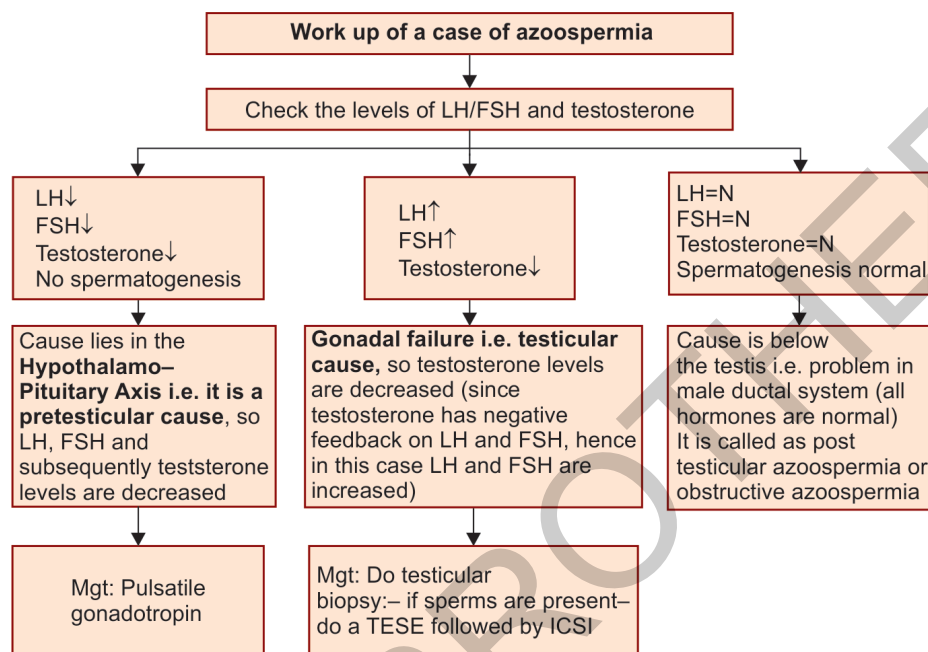 Work up of a case of azoospermia
Check the levels of LH/FSH and testosterone
LH↓
FSH↓
Testosterone↓
No spermatogenesis
LH↑
FSH↑
Testosterone↓
LH=N
FSH=N
Testosterone=N
Spermatogenesis normal
Cause lies in the
Hypothalamo–
Pituitary Axis i.e. it is a
pretesticular cause, so
LH, FSH and
subsequently teststerone
levels are decreased
Gonadal failure i.e. testicular
cause, so testosterone levels
are decreased (since
testosterone has negative
feedback on LH and FSH, hence
in this case LH and FSH are
increased)
Cause is below
the testis i.e. problem in
male ductal system (all
hormones are normal)
It is called as post
testicular azoospermia or
obstructive azoospermia
Mgt: Pulsatile
gonadotropin
Mgt: Do testicular
biopsy:– if sperms are present–
do a TESE followed by ICSI